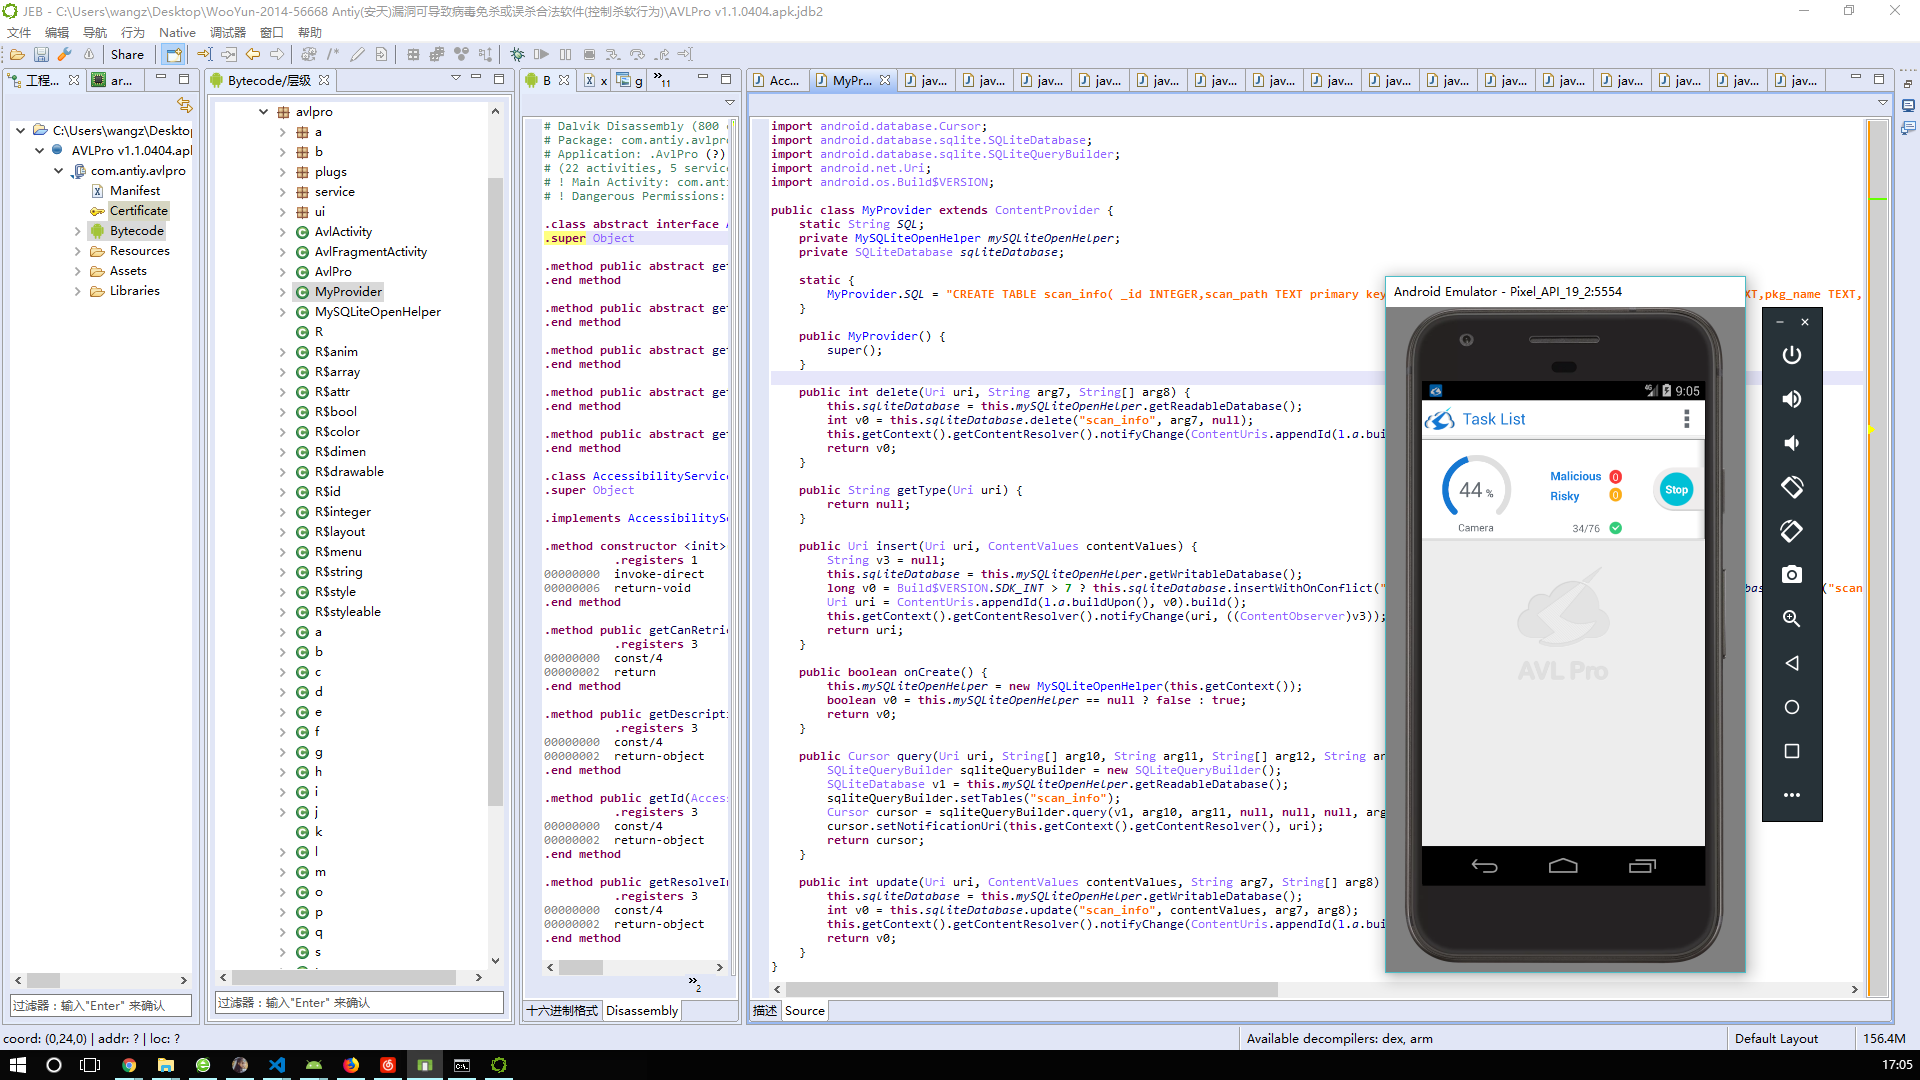 JEB - C:\Users\wangz\Desktop\WooYun-2014-56668 Antiy(安天)漏洞可导致病毒免杀或误杀合法软件(控制杀软行为)\AVLPro v1.1.0404.apk.jdb2
文件 编辑 导航 行为 Native 调试器 窗口 帮助
Share
工程... ar...
C:\Users\wangz\Desktop
AVLPro v1.1.0404.apk
com.antiy.avlpro
Manifest
Certificate
Bytecode
Resources
Assets
Libraries
过滤器：输入"Enter" 来确认
Bytecode/层级
avlpro
a
b
plugs
service
ui
AvlActivity
AvlFragmentActivity
AvlPro
MyProvider
MySQLiteOpenHelper
R
R$anim
R$array
R$attr
R$bool
R$color
R$dimen
R$drawable
R$id
R$integer
R$layout
R$menu
R$string
R$style
R$styleable
a
b
c
d
e
f
g
h
i
j
k
l
m
o
p
q
s
过滤器：输入"Enter" 来确认
B x g »11
# Dalvik Disassembly (800
# Package: com.antiy.avlpro
# Application: .AvlPro (?)
# (22 activities, 5 servic
# ! Main Activity: com.anti
# ! Dangerous Permissions:
.class abstract interface
.super Object
.method public abstract get
.end method
.method public abstract get
.end method
.method public abstract get
.end method
.method public abstract get
.end method
.method public abstract get
.end method
.class AccessibilityService
.super Object
.implements AccessibilitySe
.method constructor <init>
.registers 1
00000000 invoke-direct
00000006 return-void
.end method
.method public getCanRetrie
.registers 3
00000000 const/4
00000002 return
.end method
.method public getDescripti
.registers 3
00000000 const/4
00000002 return-object
.end method
.method public getId(Access
.registers 3
00000000 const/4
00000002 return-object
.end method
.method public getResolveIn
.registers 3
00000000 const/4
00000002 return-object
.end method
»2
十六进制格式 Disassembly
Acc... MyPr... jav... jav... jav... jav... jav... jav... jav... jav... jav... jav... jav... jav... jav... jav... jav... jav...
import android.database.Cursor;
import android.database.sqlite.SQLiteDatabase;
import android.database.sqlite.SQLiteQueryBuilder;
import android.net.Uri;
import android.os.Build$VERSION;
public class MyProvider extends ContentProvider {
static String SQL;
private MySQLiteOpenHelper mySQLiteOpenHelper;
private SQLiteDatabase sqliteDatabase;
static {
MyProvider.SQL = "CREATE TABLE scan_info( _id INTEGER,scan_path TEXT primary key XT,pkg_name TEXT,
}
public MyProvider() {
super();
}
public int delete(Uri uri, String arg7, String[] arg8) {
this.sqliteDatabase = this.mySQLiteOpenHelper.getReadableDatabase();
int v0 = this.sqliteDatabase.delete("scan_info", arg7, null);
this.getContext().getContentResolver().notifyChange(ContentUris.appendId(l.a.bui
return v0;
}
public String getType(Uri uri) {
return null;
}
public Uri insert(Uri uri, ContentValues contentValues) {
String v3 = null;
this.sqliteDatabase = this.mySQLiteOpenHelper.getWritableDatabase();
long v0 = Build$VERSION.SDK_INT > 7 ? this.sqliteDatabase.insertWithOnConflict(" bas ("scan
Uri uri = ContentUris.appendId(l.a.buildUpon(), v0).build();
this.getContext().getContentResolver().notifyChange(uri, ((ContentObserver)v3));
return uri;
}
public boolean onCreate() {
this.mySQLiteOpenHelper = new MySQLiteOpenHelper(this.getContext());
boolean v0 = this.mySQLiteOpenHelper == null ? false : true;
return v0;
}
public Cursor query(Uri uri, String[] arg10, String arg11, String[] arg12, String ar
SQLiteQueryBuilder sqliteQueryBuilder = new SQLiteQueryBuilder();
SQLiteDatabase v1 = this.mySQLiteOpenHelper.getReadableDatabase();
sqliteQueryBuilder.setTables("scan_info");
Cursor cursor = sqliteQueryBuilder.query(v1, arg10, arg11, null, null, null, arg
cursor.setNotificationUri(this.getContext().getContentResolver(), uri);
return cursor;
}
public int update(Uri uri, ContentValues contentValues, String arg7, String[] arg8)
this.sqliteDatabase = this.mySQLiteOpenHelper.getWritableDatabase();
int v0 = this.sqliteDatabase.update("scan_info", contentValues, arg7, arg8);
this.getContext().getContentResolver().notifyChange(ContentUris.appendId(l.a.bui
return v0;
}
}
描述 Source
Android Emulator - Pixel_API_19_2:5554
4G 9:05
Task List
44 %
Camera
Malicious 0
Risky 0
34/76
Stop
AVL Pro
coord: (0,24,0) | addr: ? | loc: ?
Available decompilers: dex, arm
Default Layout
156.4M
17:05